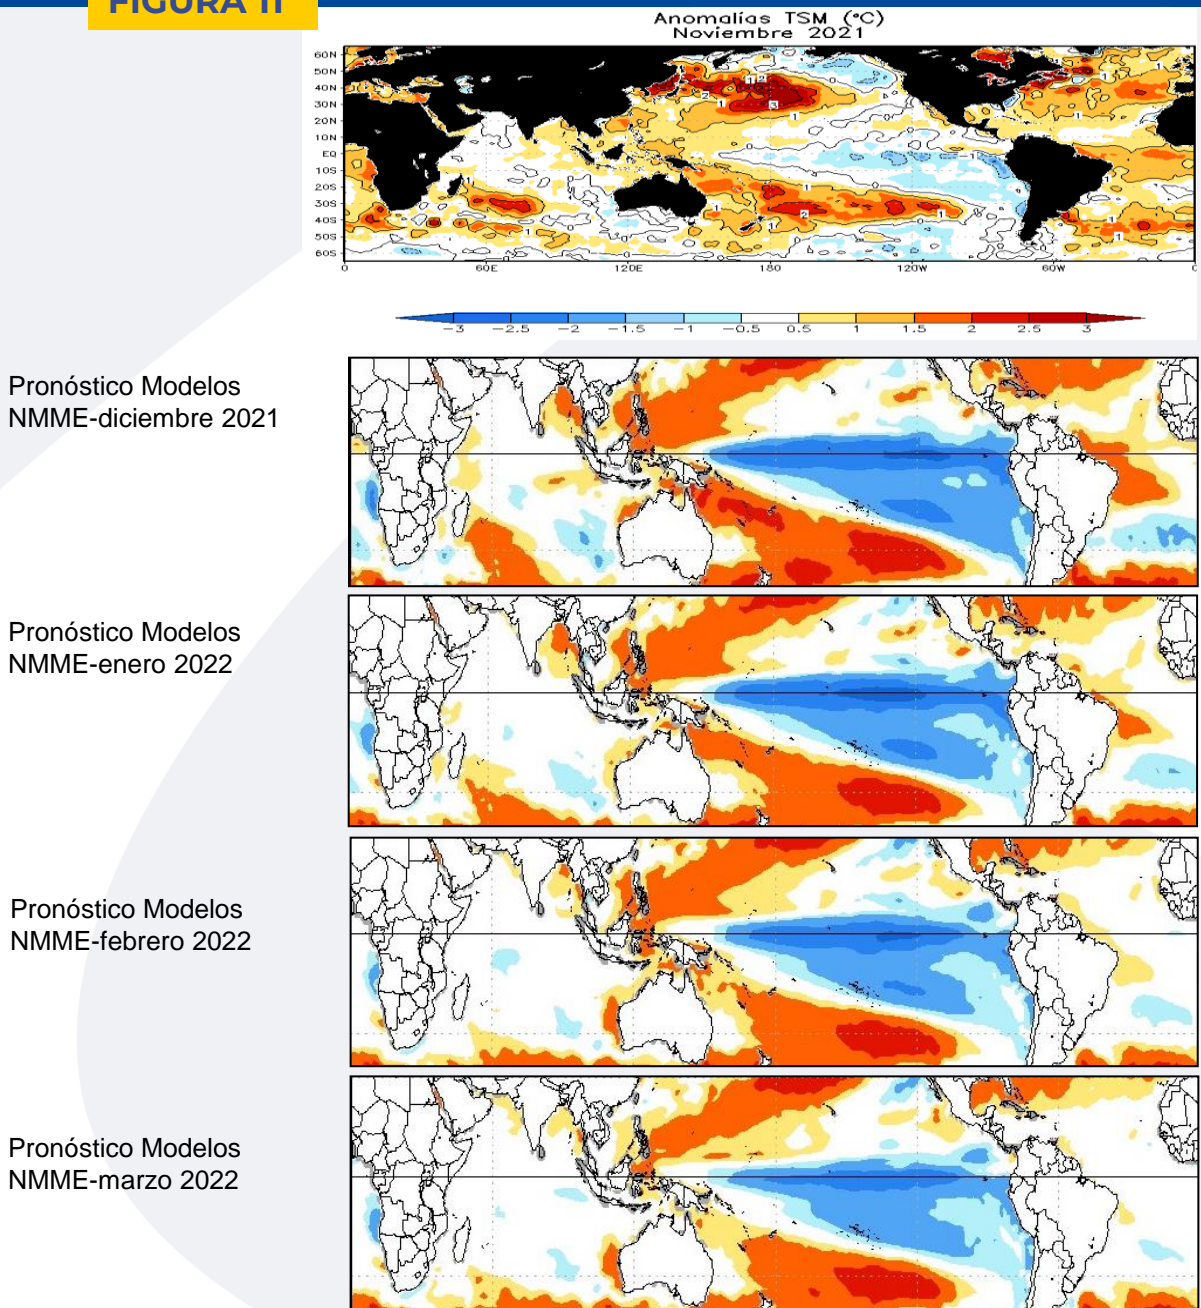 FIGURA 11
Anomalías TSM (°C)
Noviembre 2021
60N
50N
40N
30N
20N
10N
EQ
10S
20S
30S
40S
50S
60S
0 60E 120E 180 120W 60W 0
-3 -2.5 -2 -1.5 -1 -0.5 0.5 1 1.5 2 2.5 3
Pronóstico Modelos
NMME-diciembre 2021
Pronóstico Modelos
NMME-enero 2022
Pronóstico Modelos
NMME-febrero 2022
Pronóstico Modelos
NMME-marzo 2022